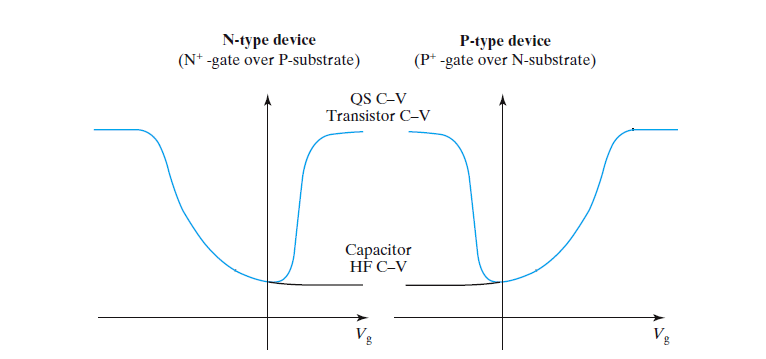 N-type device
(N⁺ -gate over P-substrate)
P-type device
(P⁺ -gate over N-substrate)
QS C–V
Transistor C–V
Capacitor
HF C–V
Vg
Vg